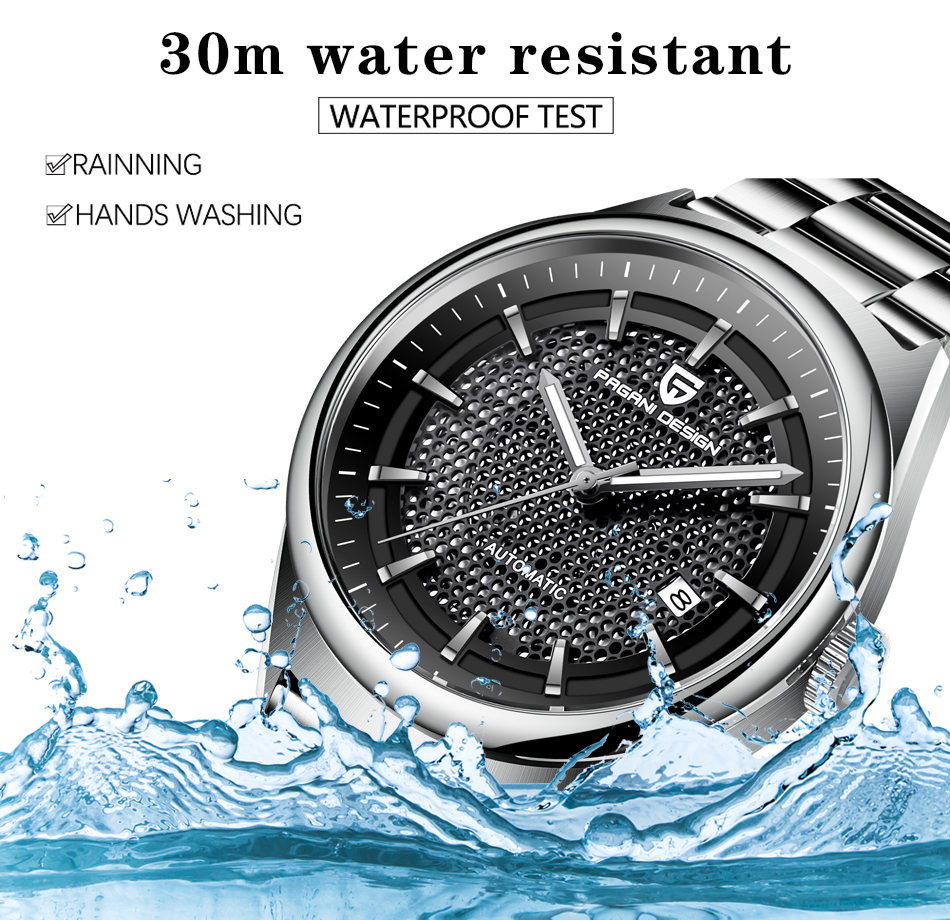 30m water resistant
WATERPROOF TEST
RAINNING
HANDS WASHING
PAGANI DESIGN
AUTOMATIC
8